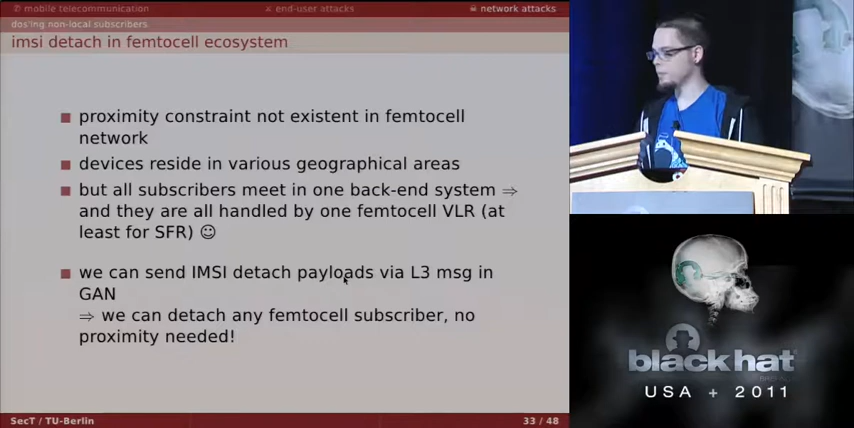 mobile telecommunication
end-user attacks
network attacks
dos'ing non-local subscribers
imsi detach in femtocell ecosystem
proximity constraint not existent in femtocell
network
devices reside in various geographical areas
but all subscribers meet in one back-end system ⇒
and they are all handled by one femtocell VLR (at
least for SFR) ☺
we can send IMSI detach payloads via L3 msg in
GAN
⇒ we can detach any femtocell subscriber, no
proximity needed!
SecT / TU-Berlin
33 / 48
black hat
USA + 2011